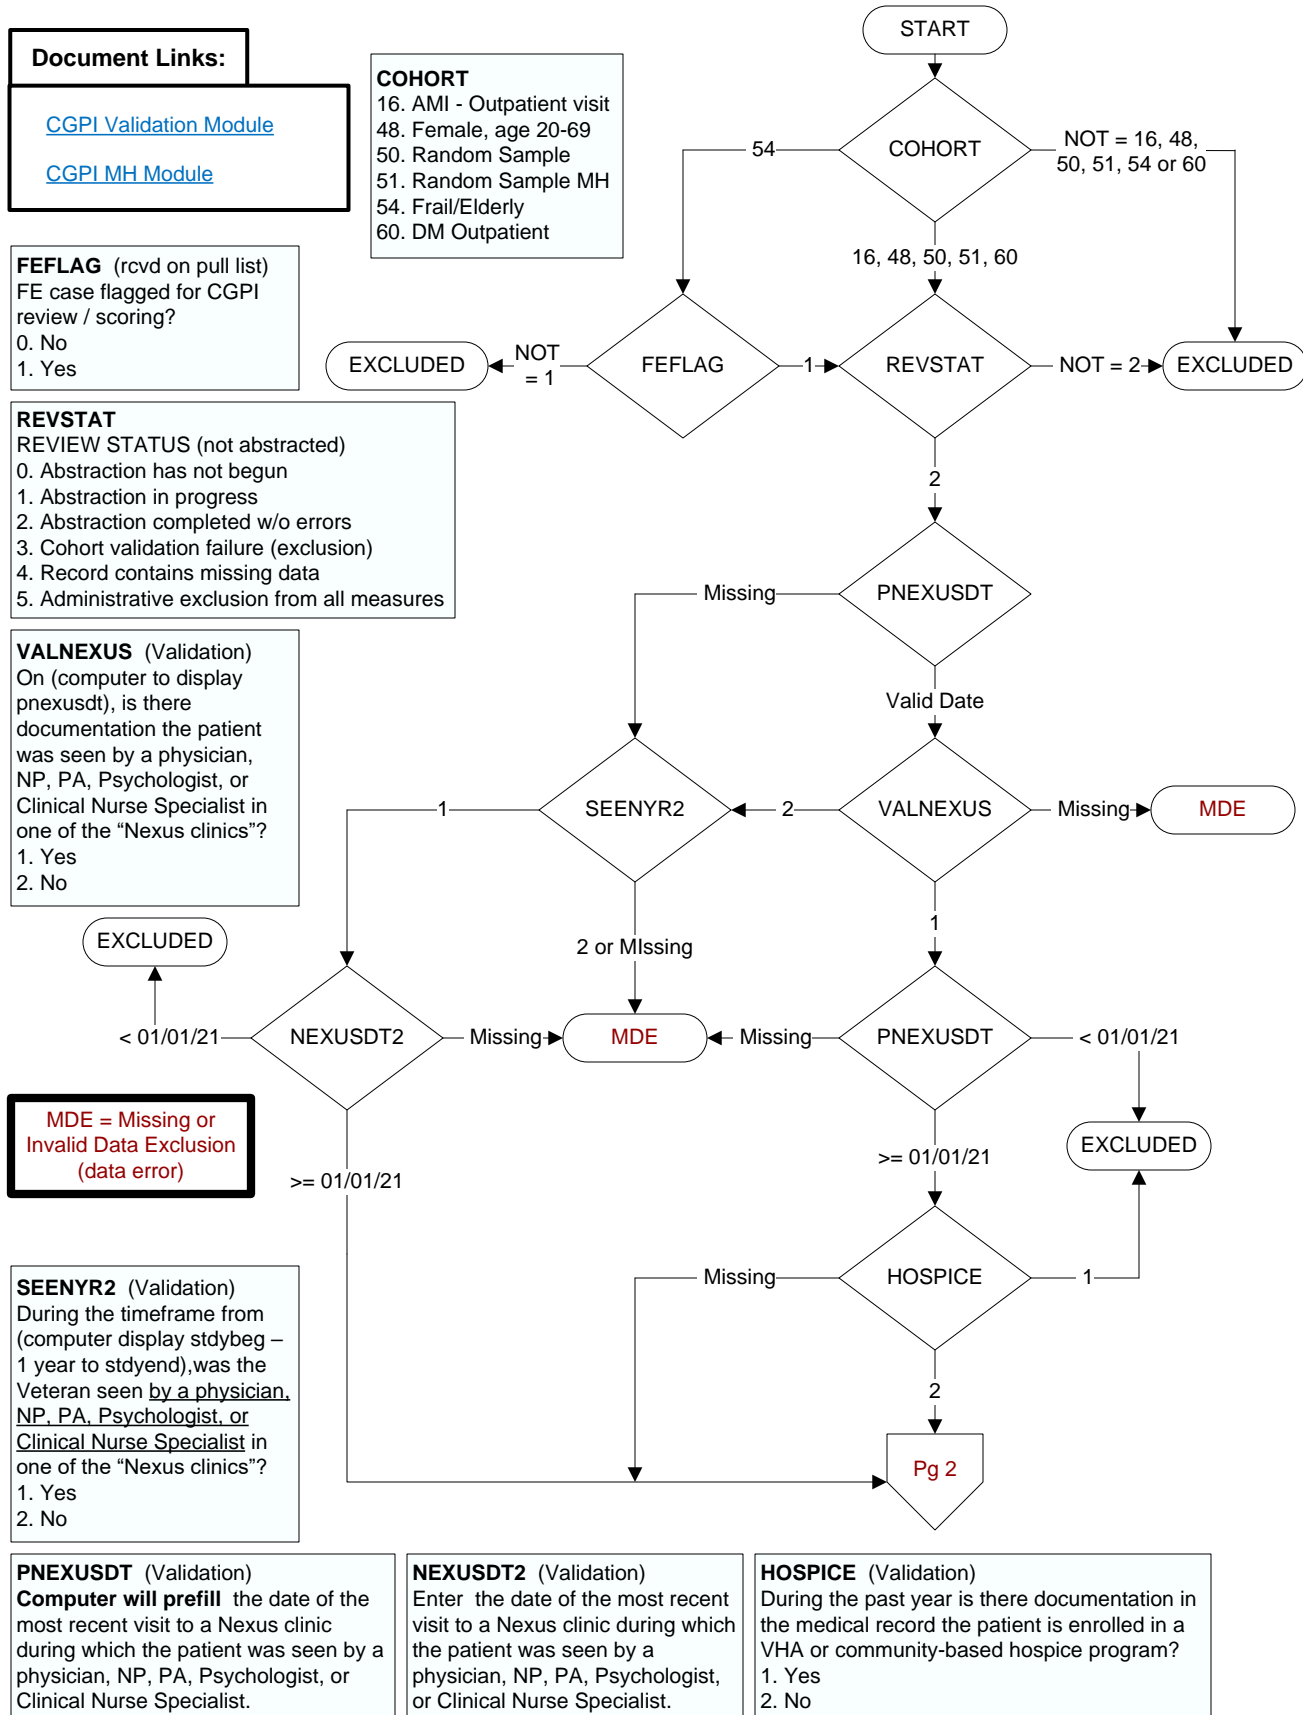 START
Document Links:
CGPI Validation Module
CGPI MH Module
COHORT
16. AMI - Outpatient visit
48. Female, age 20-69
50. Random Sample
51. Random Sample MH
54. Frail/Elderly
60. DM Outpatient
54
COHORT
NOT = 16, 48,
50, 51, 54 or 60
16, 48, 50, 51, 60
FEFLAG (rcvd on pull list)
FE case flagged for CGPI
review / scoring?
0. No
1. Yes
EXCLUDED
NOT
= 1
FEFLAG
1
REVSTAT
NOT = 2
EXCLUDED
REVSTAT
REVIEW STATUS (not abstracted)
0. Abstraction has not begun
1. Abstraction in progress
2. Abstraction completed w/o errors
3. Cohort validation failure (exclusion)
4. Record contains missing data
5. Administrative exclusion from all measures
2
Missing
PNEXUSDT
Valid Date
VALNEXUS (Validation)
On (computer to display
pnexusdt), is there
documentation the patient
was seen by a physician,
NP, PA, Psychologist, or
Clinical Nurse Specialist in
one of the “Nexus clinics”?
1. Yes
2. No
1
SEENYR2
2
VALNEXUS
Missing
MDE
EXCLUDED
2 or MIssing
1
< 01/01/21
NEXUSDT2
Missing
MDE
Missing
PNEXUSDT
< 01/01/21
MDE = Missing or
Invalid Data Exclusion
(data error)
>= 01/01/21
>= 01/01/21
EXCLUDED
SEENYR2 (Validation)
During the timeframe from
(computer display stdybeg –
1 year to stdyend),was the
Veteran seen by a physician,
NP, PA, Psychologist, or
Clinical Nurse Specialist in
one of the “Nexus clinics”?
1. Yes
2. No
Missing
HOSPICE
1
2
Pg 2
PNEXUSDT (Validation)
Computer will prefill the date of the
most recent visit to a Nexus clinic
during which the patient was seen by a
physician, NP, PA, Psychologist, or
Clinical Nurse Specialist.
NEXUSDT2 (Validation)
Enter the date of the most recent
visit to a Nexus clinic during which
the patient was seen by a
physician, NP, PA, Psychologist,
or Clinical Nurse Specialist.
HOSPICE (Validation)
During the past year is there documentation in
the medical record the patient is enrolled in a
VHA or community-based hospice program?
1. Yes
2. No